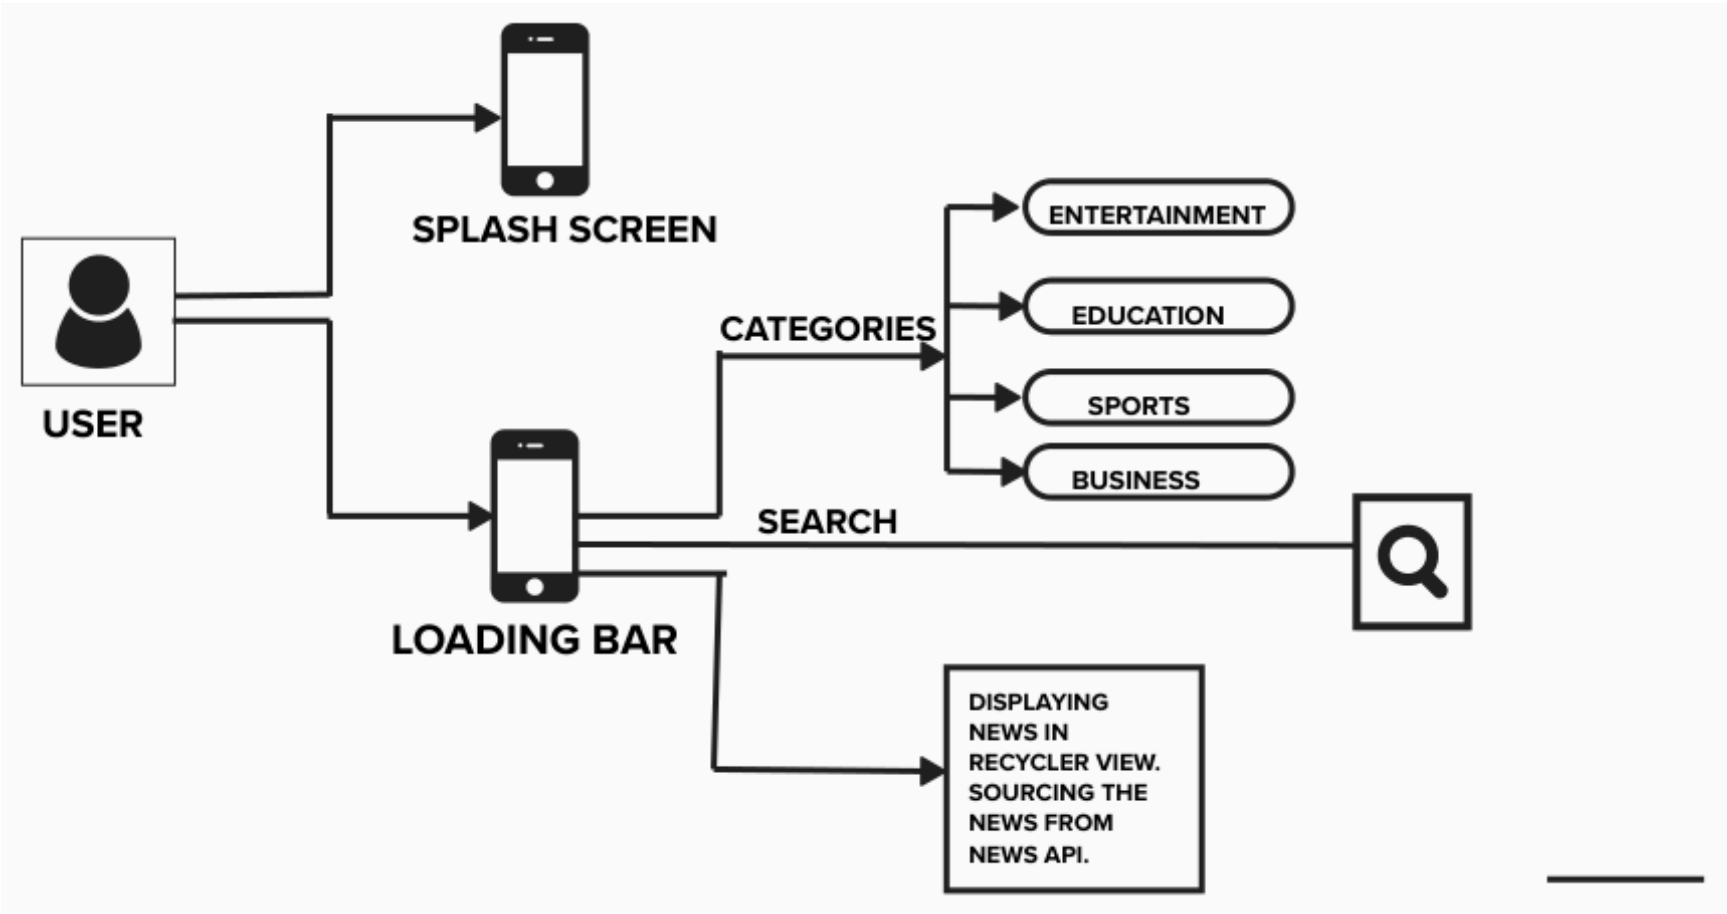 SPLASH SCREEN
USER
CATEGORIES
ENTERTAINMENT
EDUCATION
SPORTS
BUSINESS
SEARCH
LOADING BAR
DISPLAYING
NEWS IN
RECYCLER VIEW.
SOURCING THE
NEWS FROM
NEWS API.